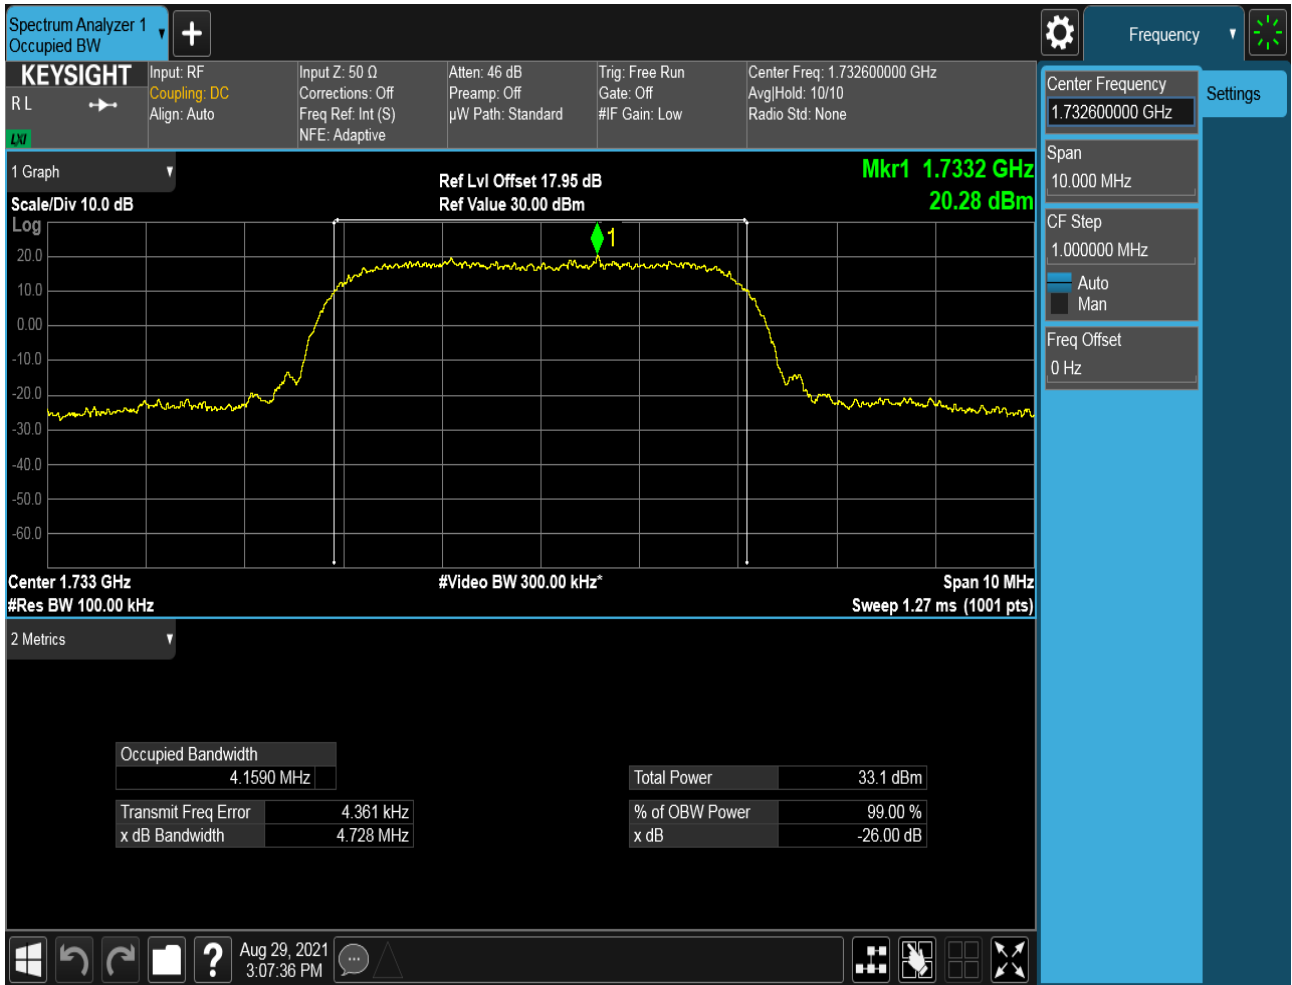 Spectrum Analyzer 1
Occupied BW
Frequency
KEYSIGHT
R L
LXI
Input: RF
Coupling: DC
Align: Auto
Input Z: 50 Ω
Corrections: Off
Freq Ref: Int (S)
NFE: Adaptive
Atten: 46 dB
Preamp: Off
µW Path: Standard
Trig: Free Run
Gate: Off
#IF Gain: Low
Center Freq: 1.732600000 GHz
Avg|Hold: 10/10
Radio Std: None
Center Frequency
1.732600000 GHz
Settings
Span
10.000 MHz
CF Step
1.000000 MHz
Auto
Man
Freq Offset
0 Hz
1 Graph
Scale/Div 10.0 dB
Ref Lvl Offset 17.95 dB
Ref Value 30.00 dBm
Mkr1 1.7332 GHz
20.28 dBm
Log
1
20.0
10.0
0.00
-10.0
-20.0
-30.0
-40.0
-50.0
-60.0
Center 1.733 GHz
#Video BW 300.00 kHz*
Span 10 MHz
#Res BW 100.00 kHz
Sweep 1.27 ms (1001 pts)
2 Metrics
Occupied Bandwidth
4.1590 MHz
Total Power 33.1 dBm
Transmit Freq Error 4.361 kHz
% of OBW Power 99.00 %
x dB Bandwidth 4.728 MHz
x dB -26.00 dB
?
Aug 29, 2021
3:07:36 PM